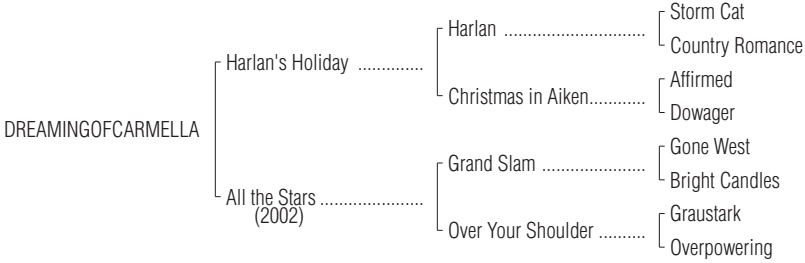 Storm Cat
Harlan ..............................
Country Romance
Harlan's Holiday ..............
Affirmed
Christmas in Aiken............
Dowager
DREAMINGOFCARMELLA
Gone West
Grand Slam ......................
Bright Candles
All the Stars ......................
(2002)
Graustark
Over Your Shoulder ..........
Overpowering